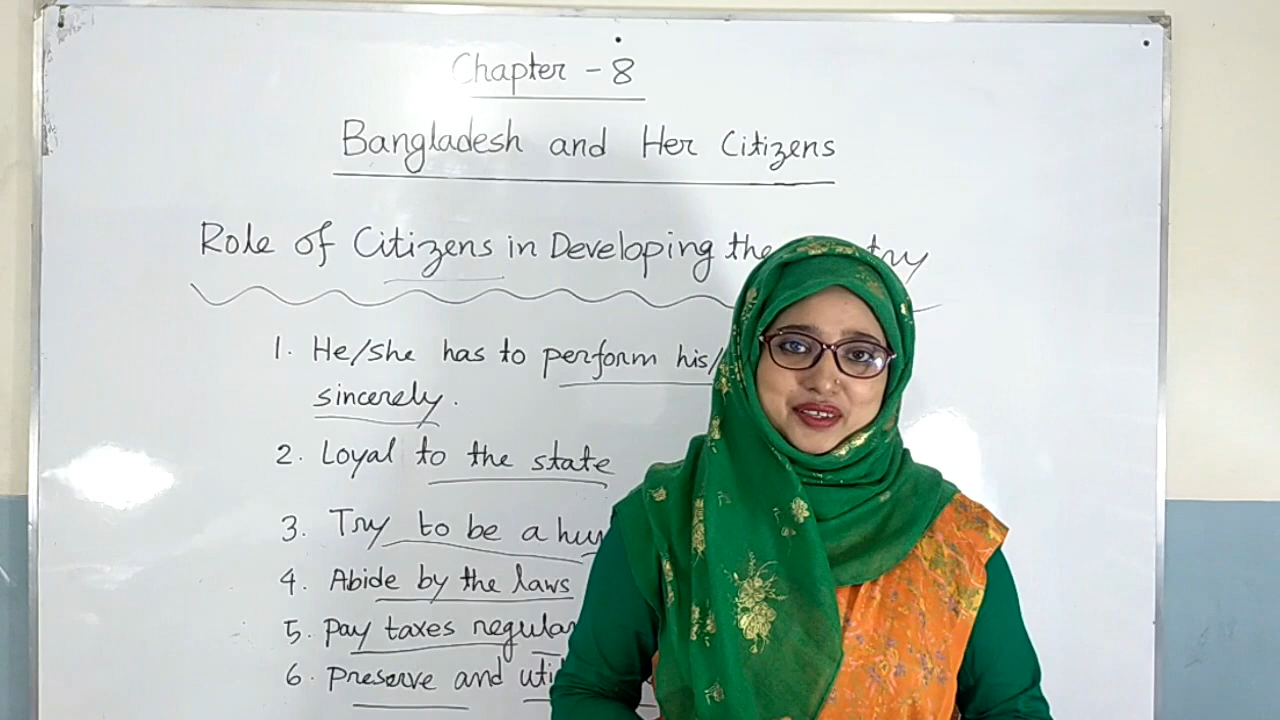 Chapter - 8
Bangladesh and Her Citizens
Role of Citizens in Developing the
1. He/she has to perform his/
sincerely.
2. Loyal to the state
3. Try to be a
4. Abide by the laws
5. Pay taxes
6. Preserve and